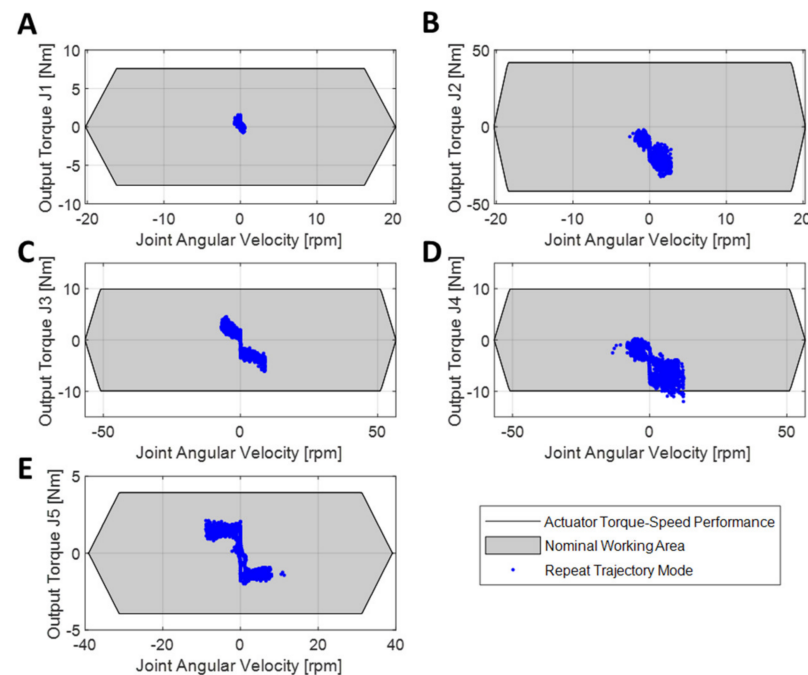 A
Output Torque J1 [Nm]
10
5
0
-5
-10
-20 -10 0 10 20
Joint Angular Velocity [rpm]
B
Output Torque J2 [Nm]
50
0
-50
-20 -10 0 10 20
Joint Angular Velocity [rpm]
C
Output Torque J3 [Nm]
10
0
-10
-50 0 50
Joint Angular Velocity [rpm]
D
Output Torque J4 [Nm]
10
0
-10
-50 0 50
Joint Angular Velocity [rpm]
E
Output Torque J5 [Nm]
5
0
-5
-40 -20 0 20 40
Joint Angular Velocity [rpm]
Actuator Torque-Speed Performance
Nominal Working Area
Repeat Trajectory Mode